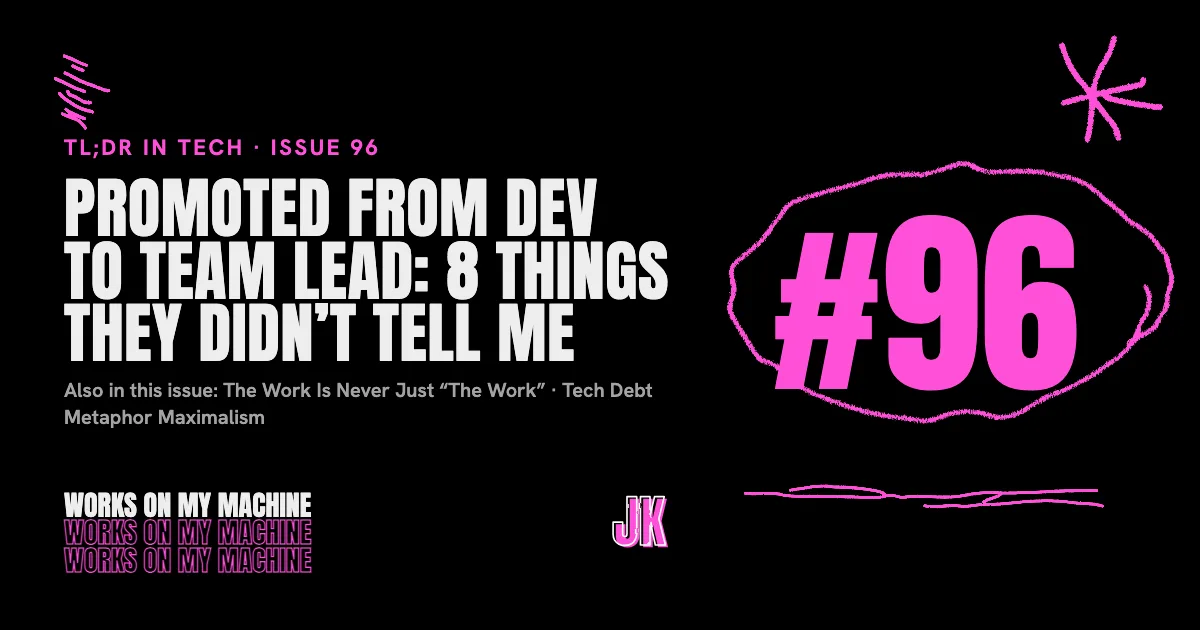 TL;DR IN TECH · ISSUE 96
PROMOTED FROM DEV
TO TEAM LEAD: 8 THINGS
THEY DIDN’T TELL ME
Also in this issue: The Work Is Never Just “The Work” · Tech Debt
Metaphor Maximalism
#96
WORKS ON MY MACHINE
WORKS ON MY MACHINE
WORKS ON MY MACHINE
JK